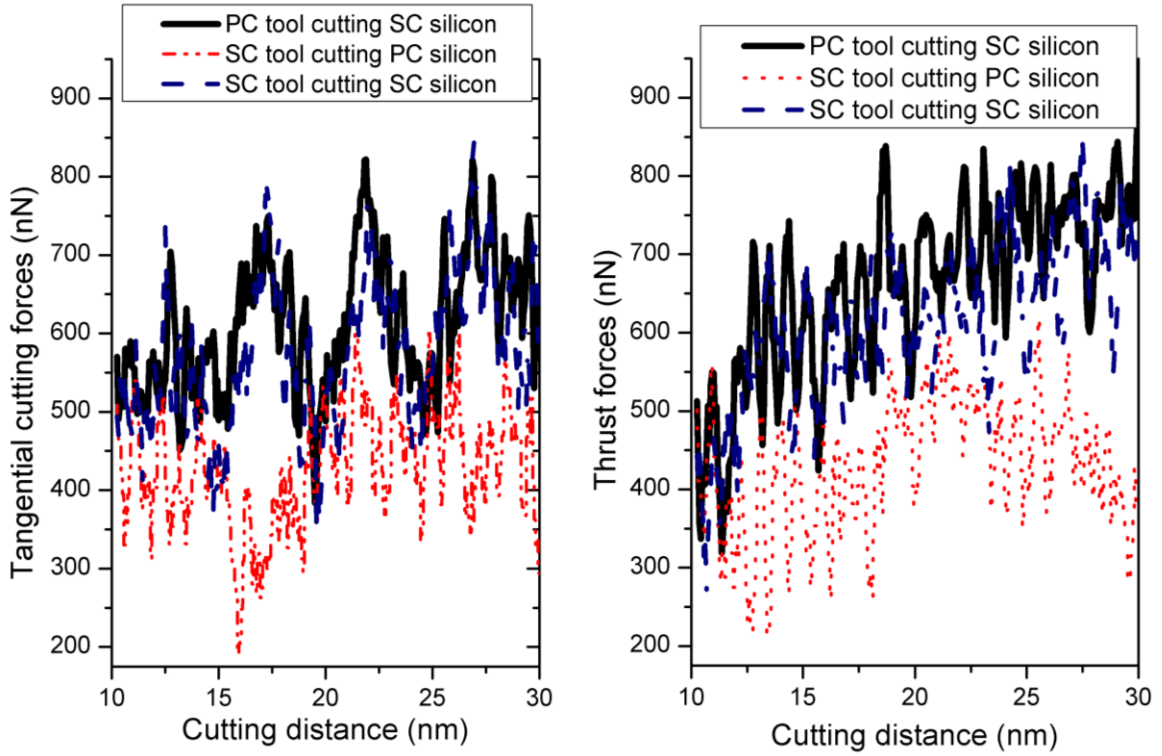 PC tool cutting SC silicon
SC tool cutting PC silicon
SC tool cutting SC silicon
900
800
700
600
500
400
300
200
10 15 20 25 30
Tangential cutting forces (nN)
Cutting distance (nm)
PC tool cutting SC silicon
SC tool cutting PC silicon
SC tool cutting SC silicon
900
800
700
600
500
400
300
200
10 15 20 25 30
Thrust forces (nN)
Cutting distance (nm)